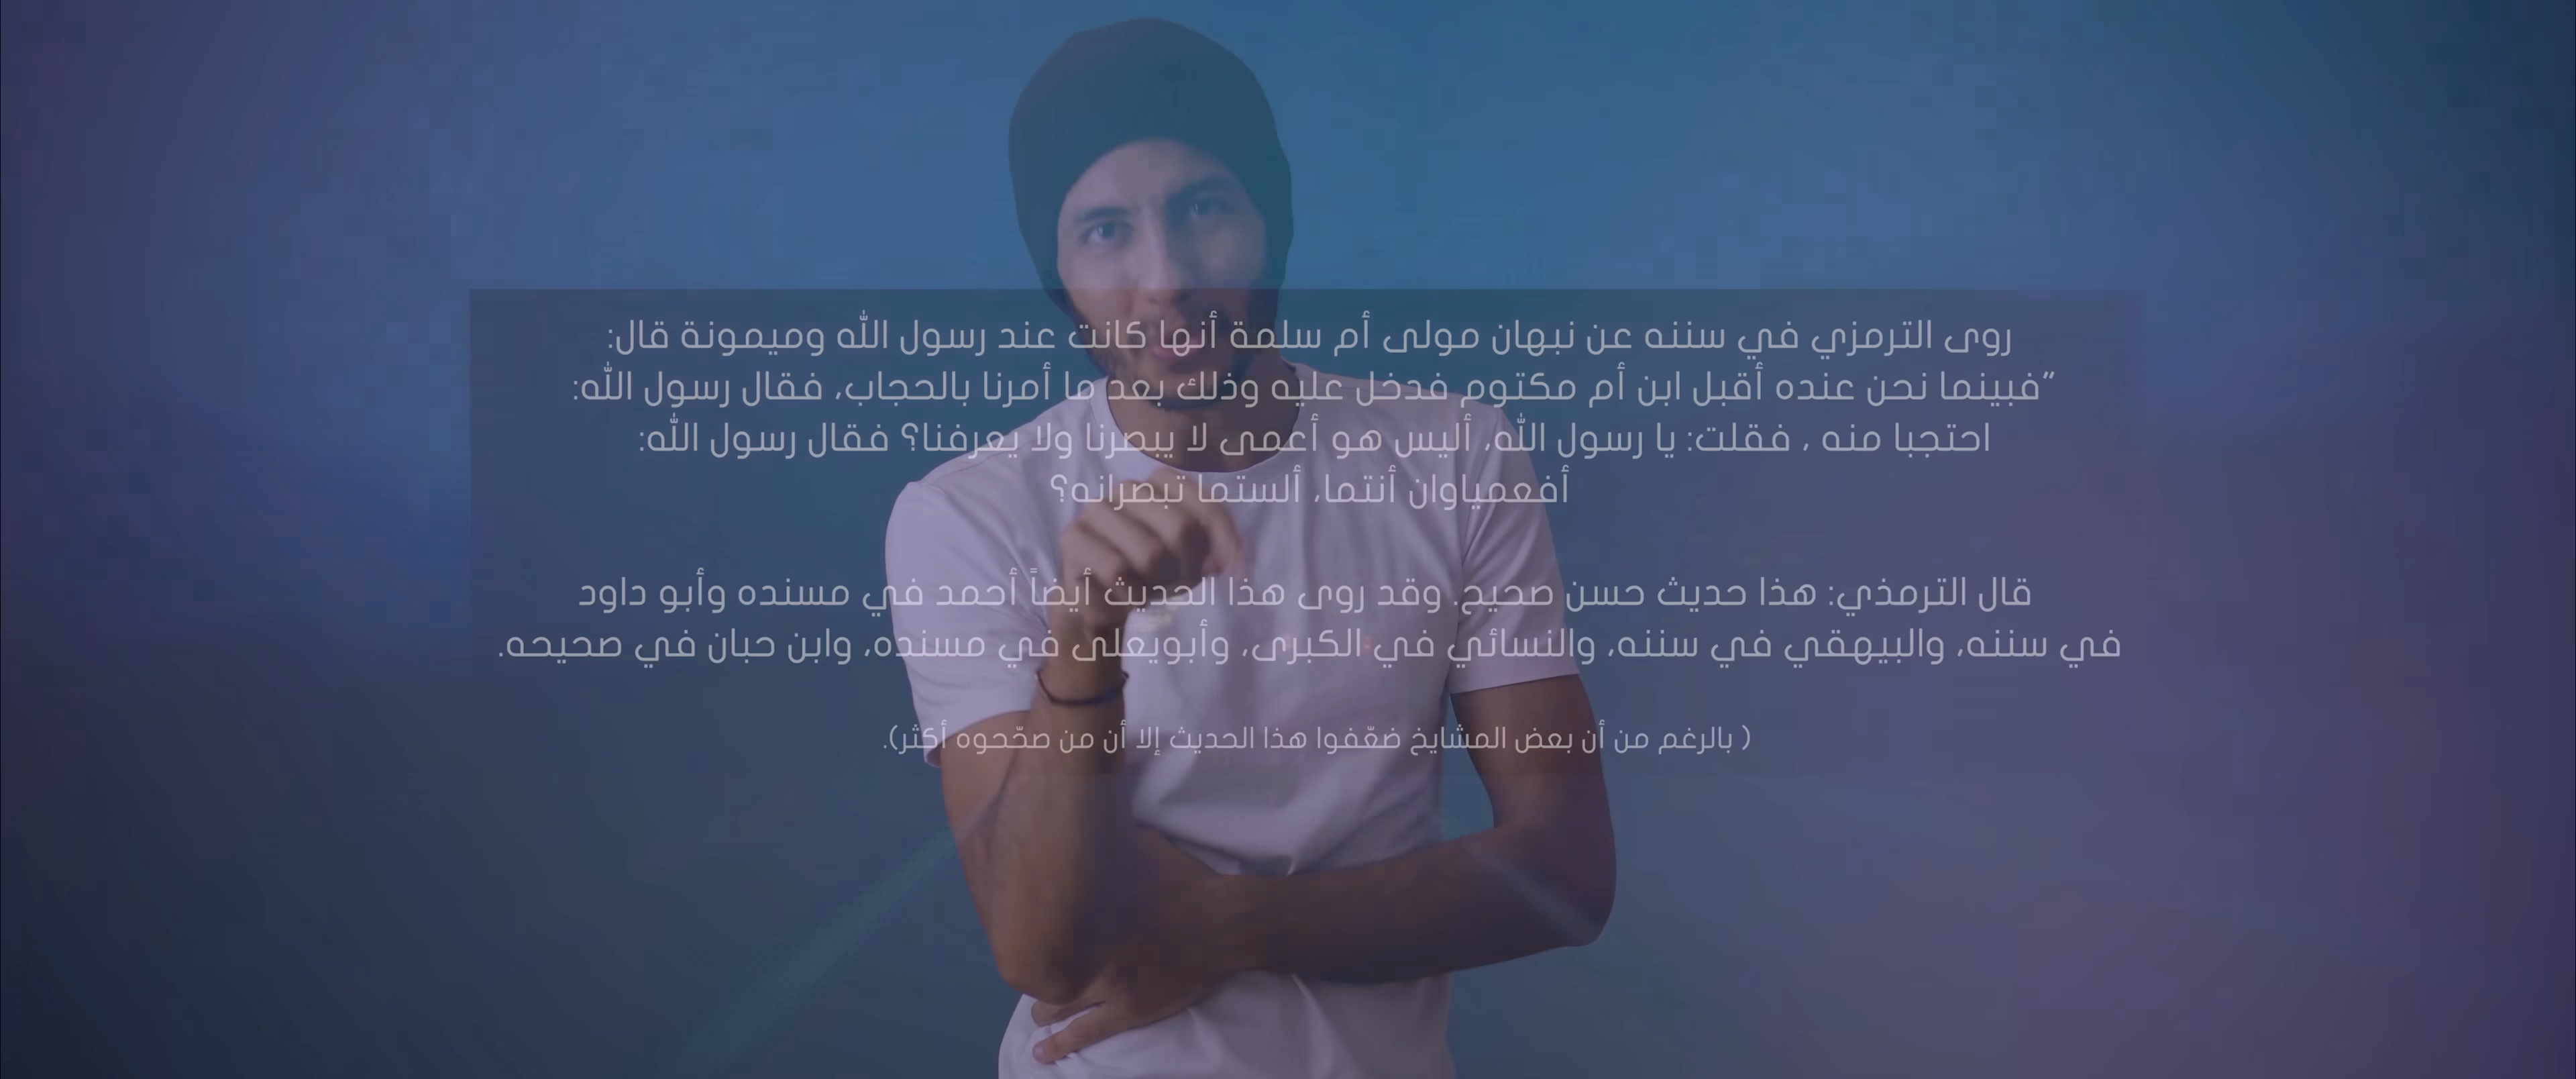 روى الترمزي في سننه عن نبهان مولى أم سلمة أنها كانت عند رسول الله وميمونة قال:
“فبينما نحن عنده أقبل ابن أم مكتوم فدخل عليه وذلك بعد ما أمرنا بالحجاب، فقال رسول الله:
احتجبا منه ، فقلت: يا رسول الله، أليس هو أعمى لا يبصرنا ولا يعرفنا؟ فقال رسول الله:
أفعمياوان أنتما، ألستما تبصرانه؟
قال الترمذي: هذا حديث حسن صحيح. وقد روى هذا الحديث أيضاً أحمد في مسنده وأبو داود
في سننه، والبيهقي في سننه، والنسائي في الكبرى، وأبويعلى في مسنده، وابن حبان في صحيحه.
( بالرغم من أن بعض المشايخ ضعّفوا هذا الحديث إلا أن من صحّحوه أكثر).